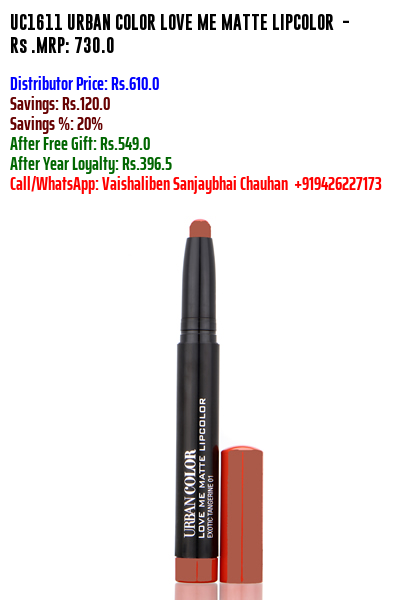 UC1611 URBAN COLOR LOVE ME MATTE LIPCOLOR -
Rs .MRP: 730.0
Distributor Price: Rs.610.0
Savings: Rs.120.0
Savings %: 20%
After Free Gift: Rs.549.0
After Year Loyalty: Rs.396.5
Call/WhatsApp: Vaishaliben Sanjaybhai Chauhan +919426227173
URBAN COLOR
LOVE ME MATTE LIPCOLOR
EXOTIC TANGERINE 01